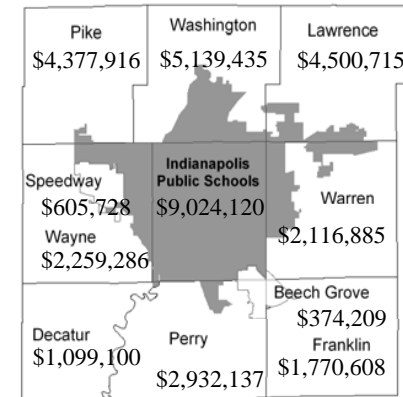 Pike
$4,377,916
Washington
$5,139,435
Lawrence
$4,500,715
Speedway
$605,728
Wayne
$2,259,286
Indianapolis
Public Schools
$9,024,120
Warren
$2,116,885
Decatur
$1,099,100
Perry
$2,932,137
Beech Grove
$374,209
Franklin
$1,770,608